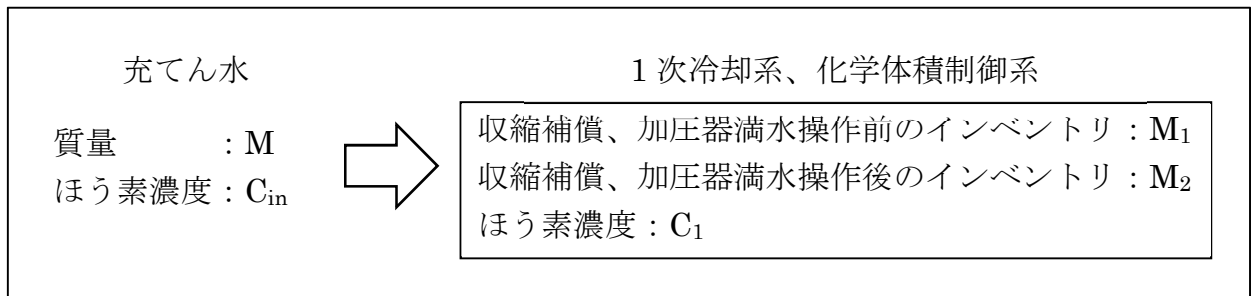 充てん水
質量　　　：M
ほう素濃度：Cin
1次冷却系、化学体積制御系
収縮補償、加圧器満水操作前のインベントリ：M1
収縮補償、加圧器満水操作後のインベントリ：M2
ほう素濃度：C1